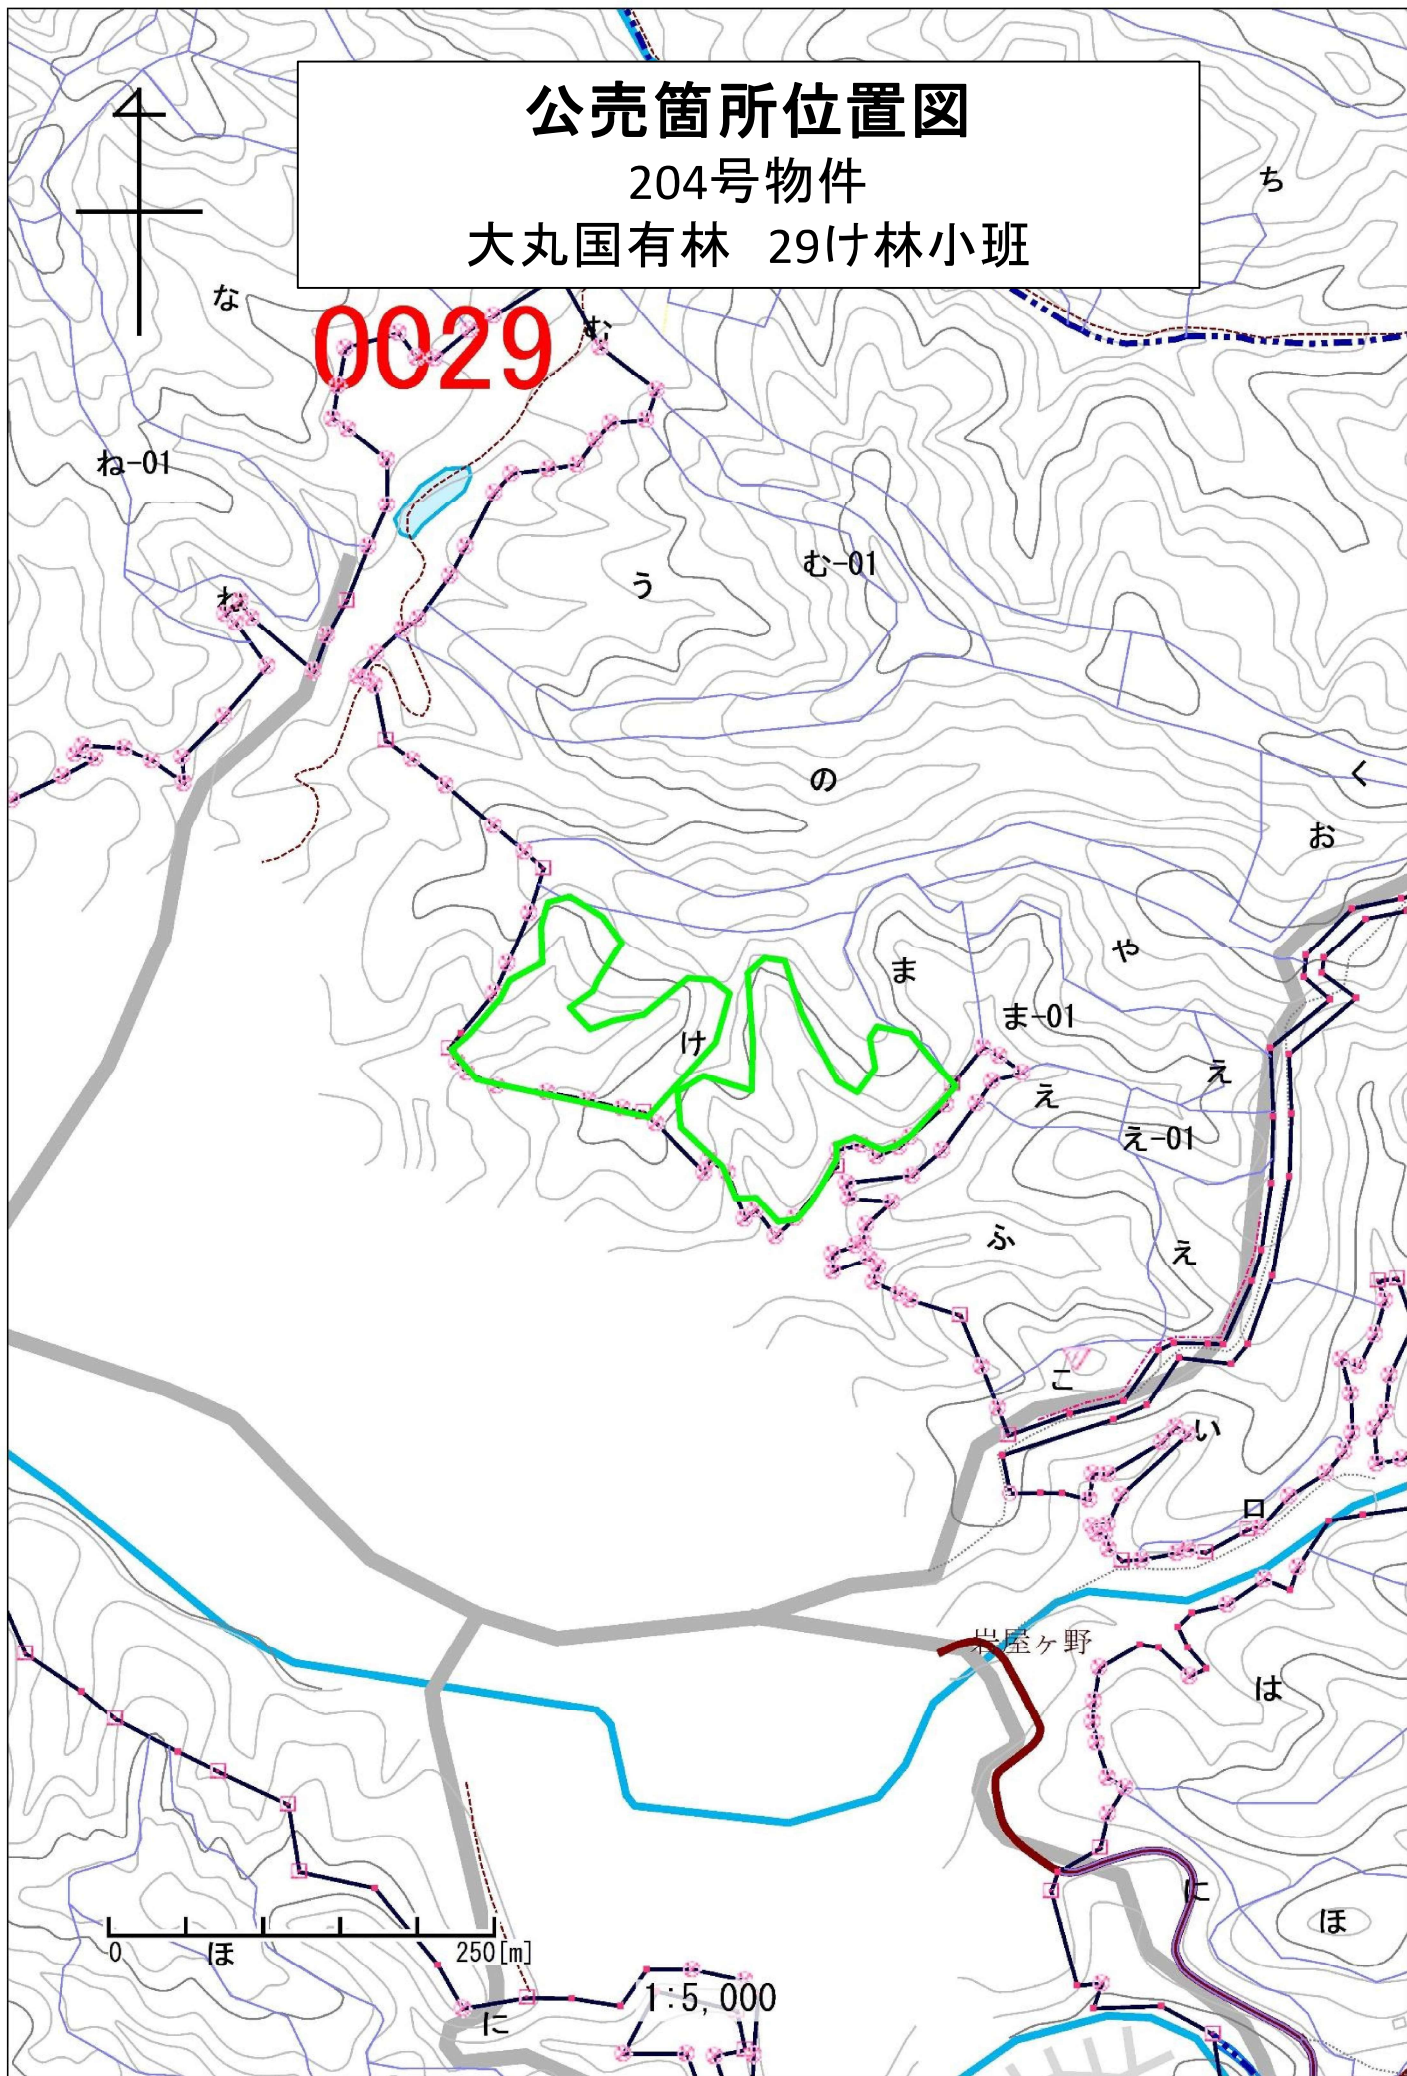 公売箇所位置図
204号物件
大丸国有林　29け林小班
ち
な
0029
む
ね-01
む-01
う
ね
の
く
お
ま
や
ま-01
け
え
え
え-01
ふ
え
こ
い
ロ
岩屋ヶ野
は
に
ほ
0
ほ
250[m]
1:5,000
に